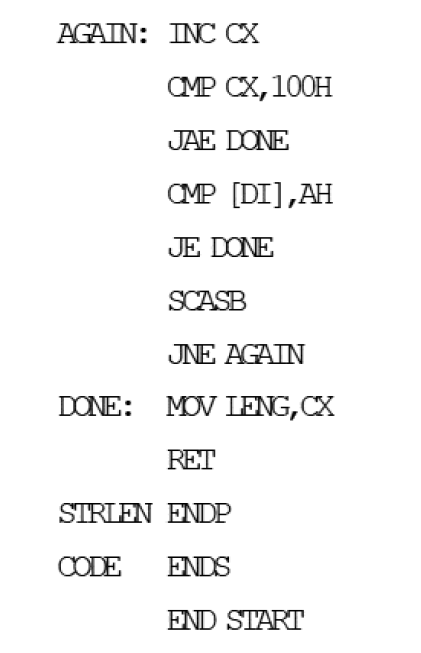 AGAIN: INC CX
CMP CX,100H
JAE DONE
CMP [DI],AH
JE DONE
SCASB
JNE AGAIN
DONE: MOV LENG,CX
RET
STRLEN ENDP
CODE ENDS
END START